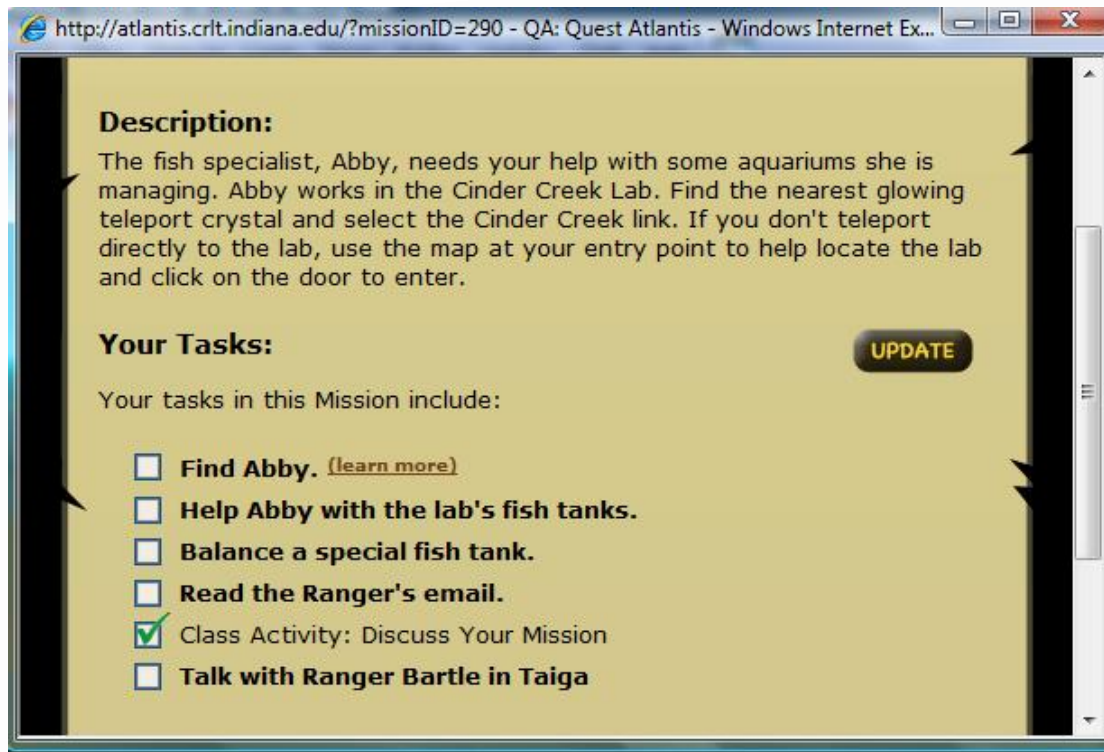 http://atlantis.crlt.indiana.edu/?missionID=290 - QA: Quest Atlantis - Windows Internet Ex...
Description:
The fish specialist, Abby, needs your help with some aquariums she is
managing. Abby works in the Cinder Creek Lab. Find the nearest glowing
teleport crystal and select the Cinder Creek link. If you don't teleport
directly to the lab, use the map at your entry point to help locate the lab
and click on the door to enter.
Your Tasks:
UPDATE
Your tasks in this Mission include:
Find Abby. (learn more)
Help Abby with the lab's fish tanks.
Balance a special fish tank.
Read the Ranger's email.
Class Activity: Discuss Your Mission
Talk with Ranger Bartle in Taiga